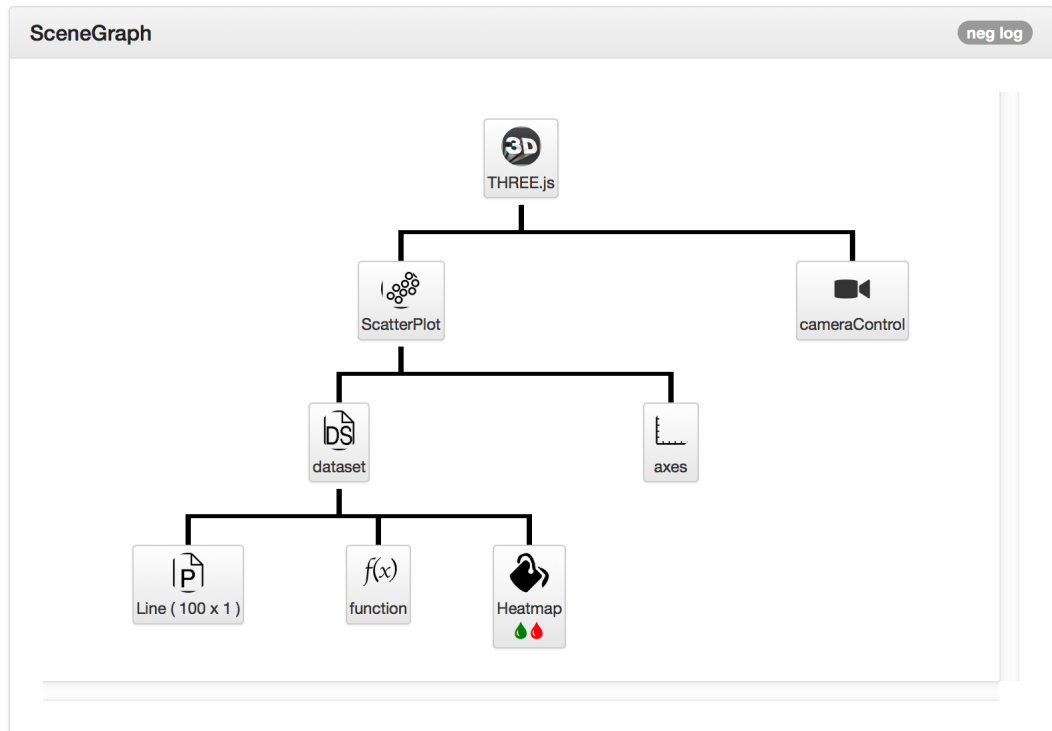 SceneGraph
neg log
3D
THREE.js
ScatterPlot
cameraControl
DS
dataset
axes
P
Line ( 100 x 1 )
f(x)
function
Heatmap